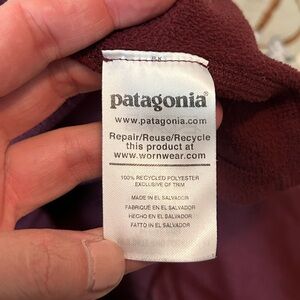 patagonia®
www.patagonia.com
Repair/Reuse/Recycle
this product at
www.wornwear.com
100% RECYCLED POLYESTER
EXCLUSIVE OF TRIM
MADE IN EL SALVADOR
FABRIQUÉ EN EL SALVADOR
HECHO EN EL SALVADOR
FATTO IN EL SALVADOR